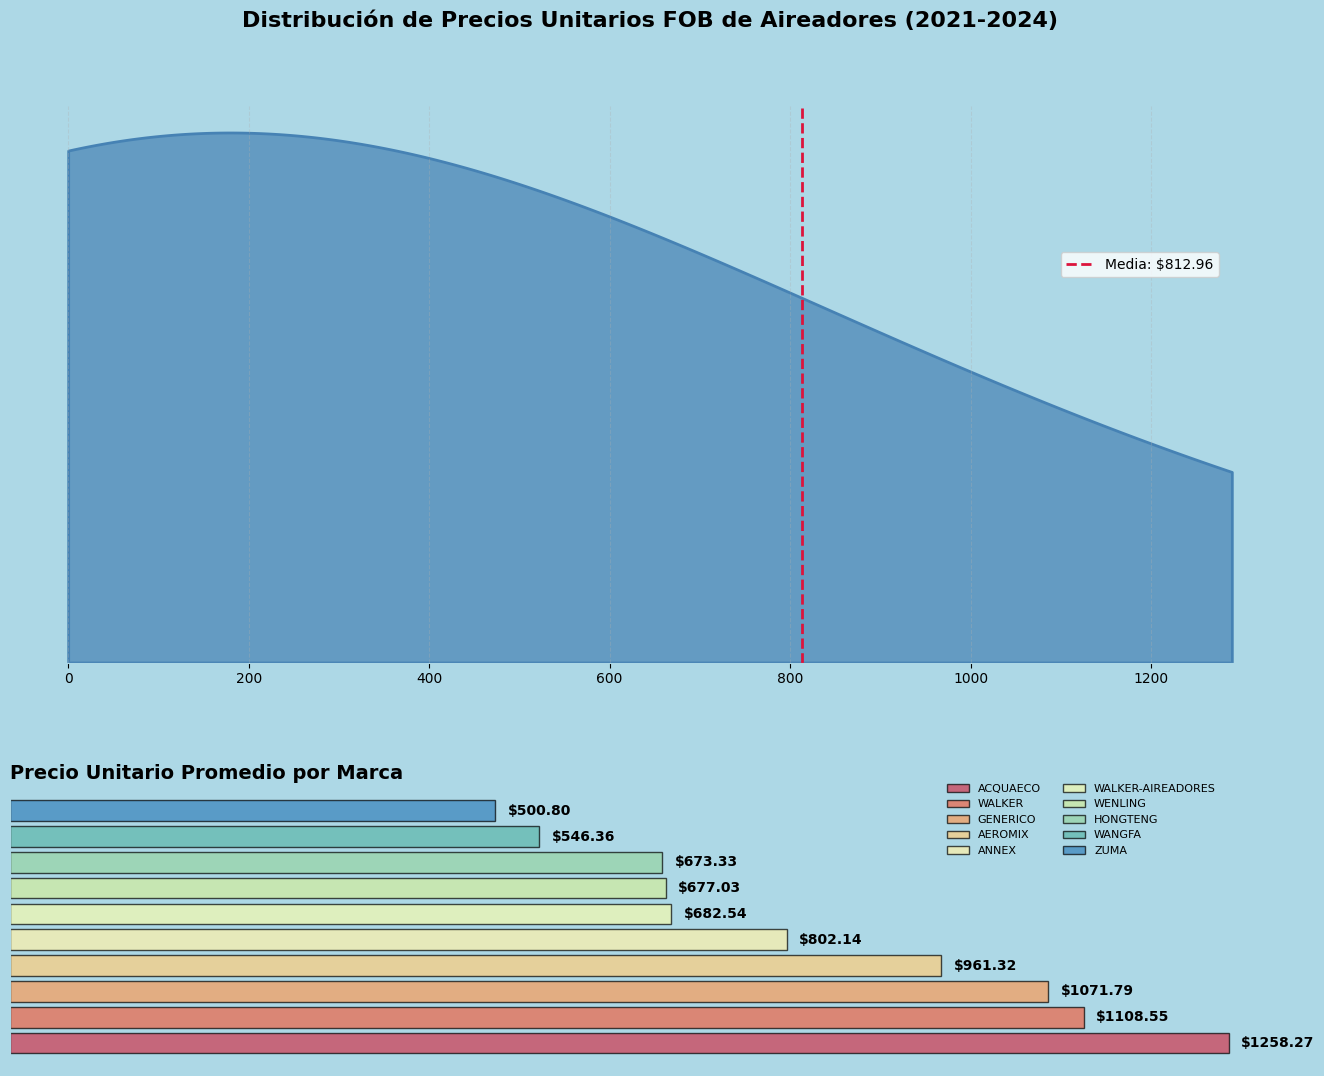 Distribución de Precios Unitarios FOB de Aireadores (2021-2024)
Media: $812.96
0 200 400 600 800 1000 1200
Precio Unitario Promedio por Marca
ACQUAECO WALKER-AIREADORES
WALKER WENLING
GENERICO HONGTENG
AEROMIX WANGFA
ANNEX ZUMA
$500.80
$546.36
$673.33
$677.03
$682.54
$802.14
$961.32
$1071.79
$1108.55
$1258.27